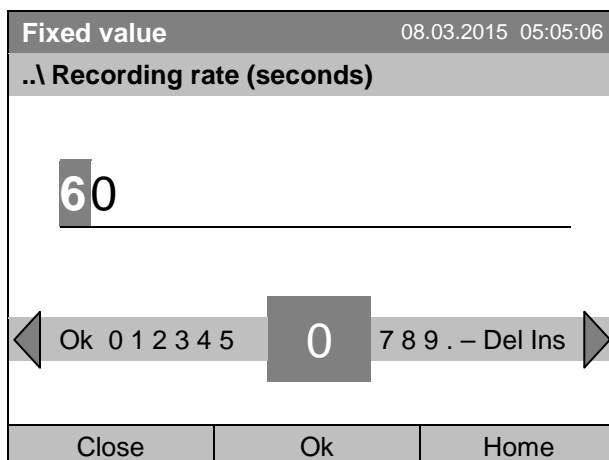 Fixed value 08.03.2015 05:05:06
..\ Recording rate (seconds)
60
Ok 0 1 2 3 4 5 0 7 8 9 . – Del Ins
Close Ok Home